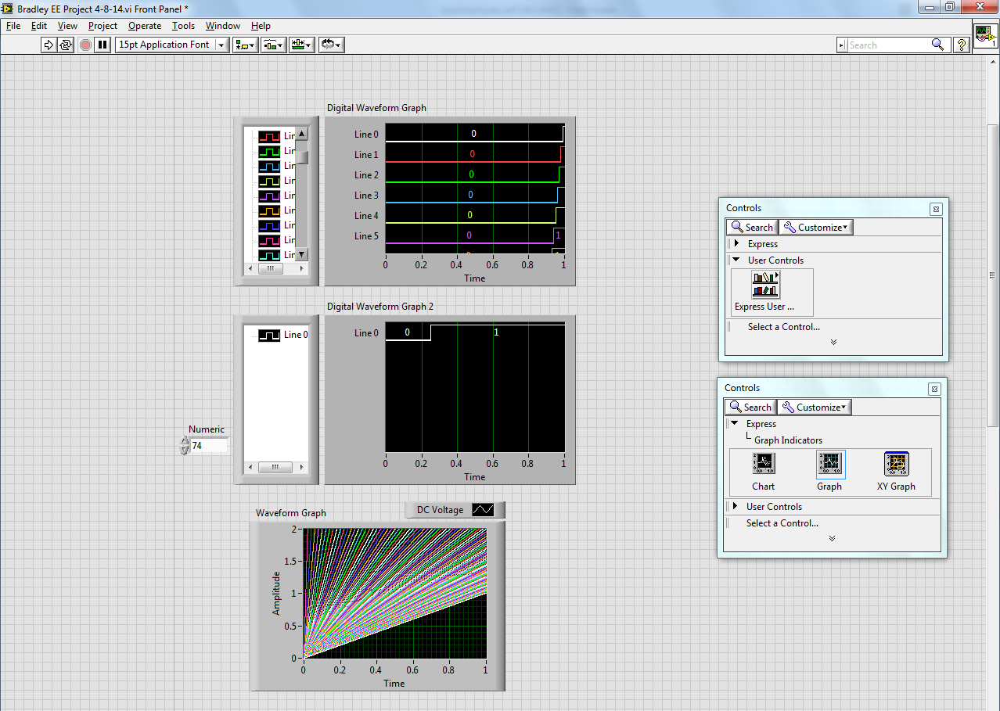 Bradley EE Project 4-8-14.vi Front Panel *
File Edit View Project Operate Tools Window Help
15pt Application Font
Search
?
1
Digital Waveform Graph
Lin
Lin
Lin
Lin
Lin
Lin
Lin
Lin
Lin
Line 0
0
Line 1
0
Line 2
0
Line 3
0
Line 4
0
Line 5
0 1
0 0.2 0.4 0.6 0.8 1
Time
Digital Waveform Graph 2
Line 0
Line 0
0 1
0 0.2 0.4 0.6 0.8 1
Time
Numeric
74
Waveform Graph
DC Voltage
Amplitude
2
1.5
1
0.5
0
0 0.2 0.4 0.6 0.8 1
Time
Controls
Search Customize
Express
User Controls
Express User ...
Select a Control...
Controls
Search Customize
Express
Graph Indicators
Chart Graph XY Graph
User Controls
Select a Control...